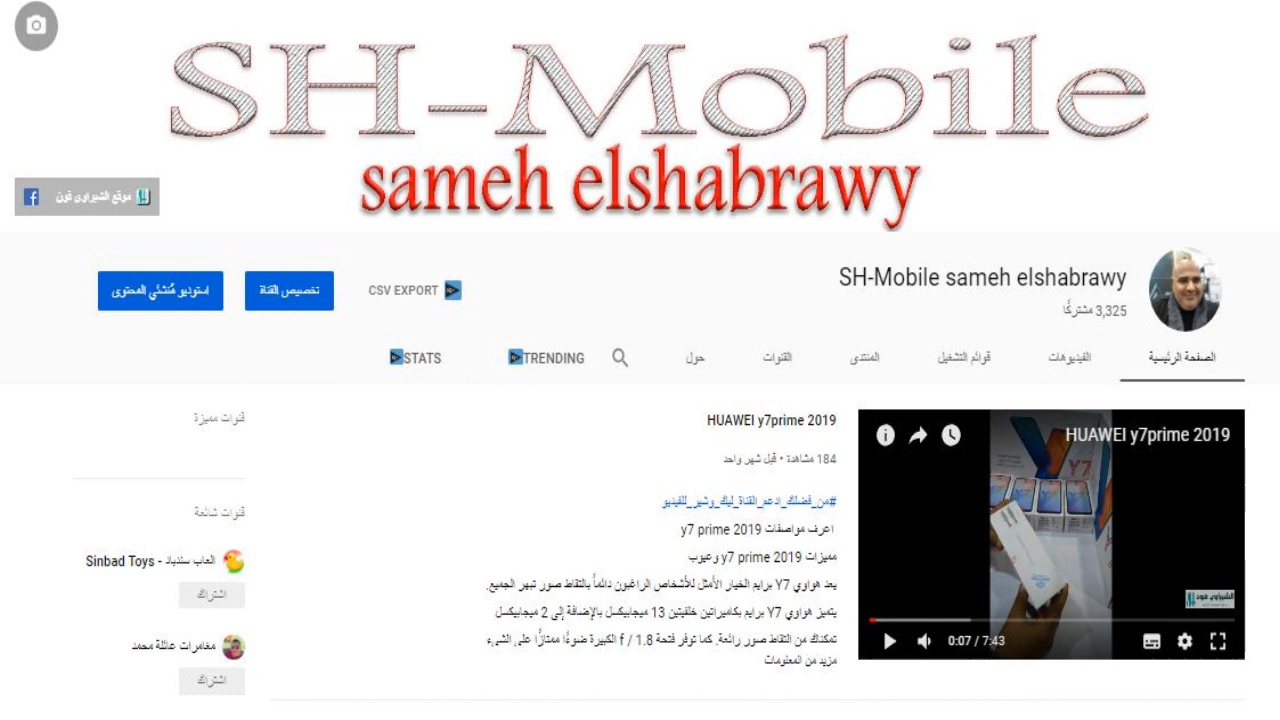 SH-Mobile
sameh elshabrawy
موقع الشبراوى فون
SH-Mobile sameh elshabrawy
3,325 مشتركًا
CSV EXPORT
تخصيص القناة
استوديو مُنشئي المحتوى
الصفحة الرئيسية
الفيديوهات
قوائم التشغيل
المنتدى
القنوات
حول
TRENDING
STATS
HUAWEI y7prime 2019
Y7
0:07 / 7:43
HUAWEI y7prime 2019
184 مشاهدة • قبل شهر واحد
#من_فضلك_ادعم_القناة_ليك_وشير_للفيديو
اعرف مواصفات y7 prime 2019
مميزات y7 prime 2019 وعيوب
يعد هواوي Y7 برايم الخيار الأمثل للأشخاص الراغبون دائماً بالتقاط صور تبهر الجميع.
يتميز هواوي Y7 برايم بكاميراتين خلفيتين 13 ميجابيكسل بالإضافة إلى 2 ميجابيكسل.
تمكنك من التقاط صور رائعة. كما توفر فتحة f / 1.8 الكبيرة ضوءًا ممتازًا على الشيء
مزيد من المعلومات
قنوات مميزة
قنوات شائعة
العاب سندباد - Sinbad Toys
اشتراك
مغامرات عائلة محمد
اشتراك